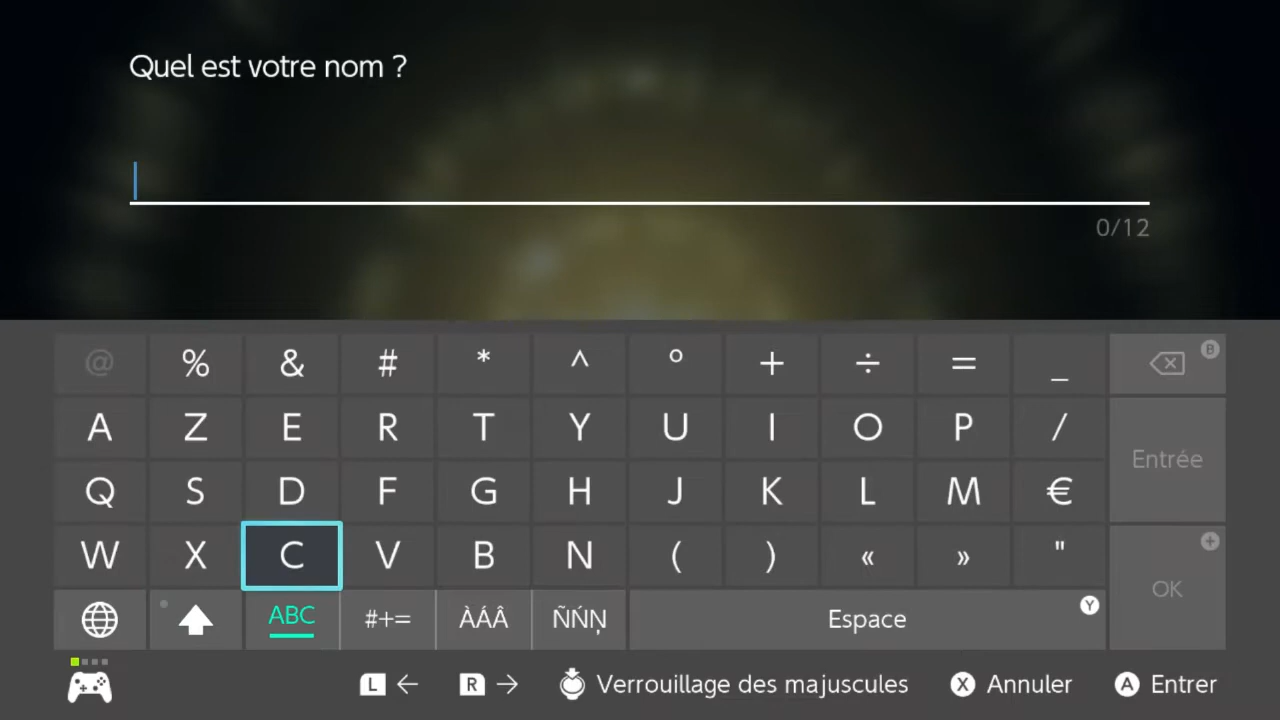 Quel est votre nom ?
0/12
@ % & # * ^ ° + ÷ = _ B
A Z E R T Y U I O P /
Entrée
Q S D F G H J K L M €
W X C V B N ( ) « » "
OK
ABC #+= ÀÁÂ ÑŃŅ Espace Y
L ← R → Verrouillage des majuscules X Annuler A Entrer